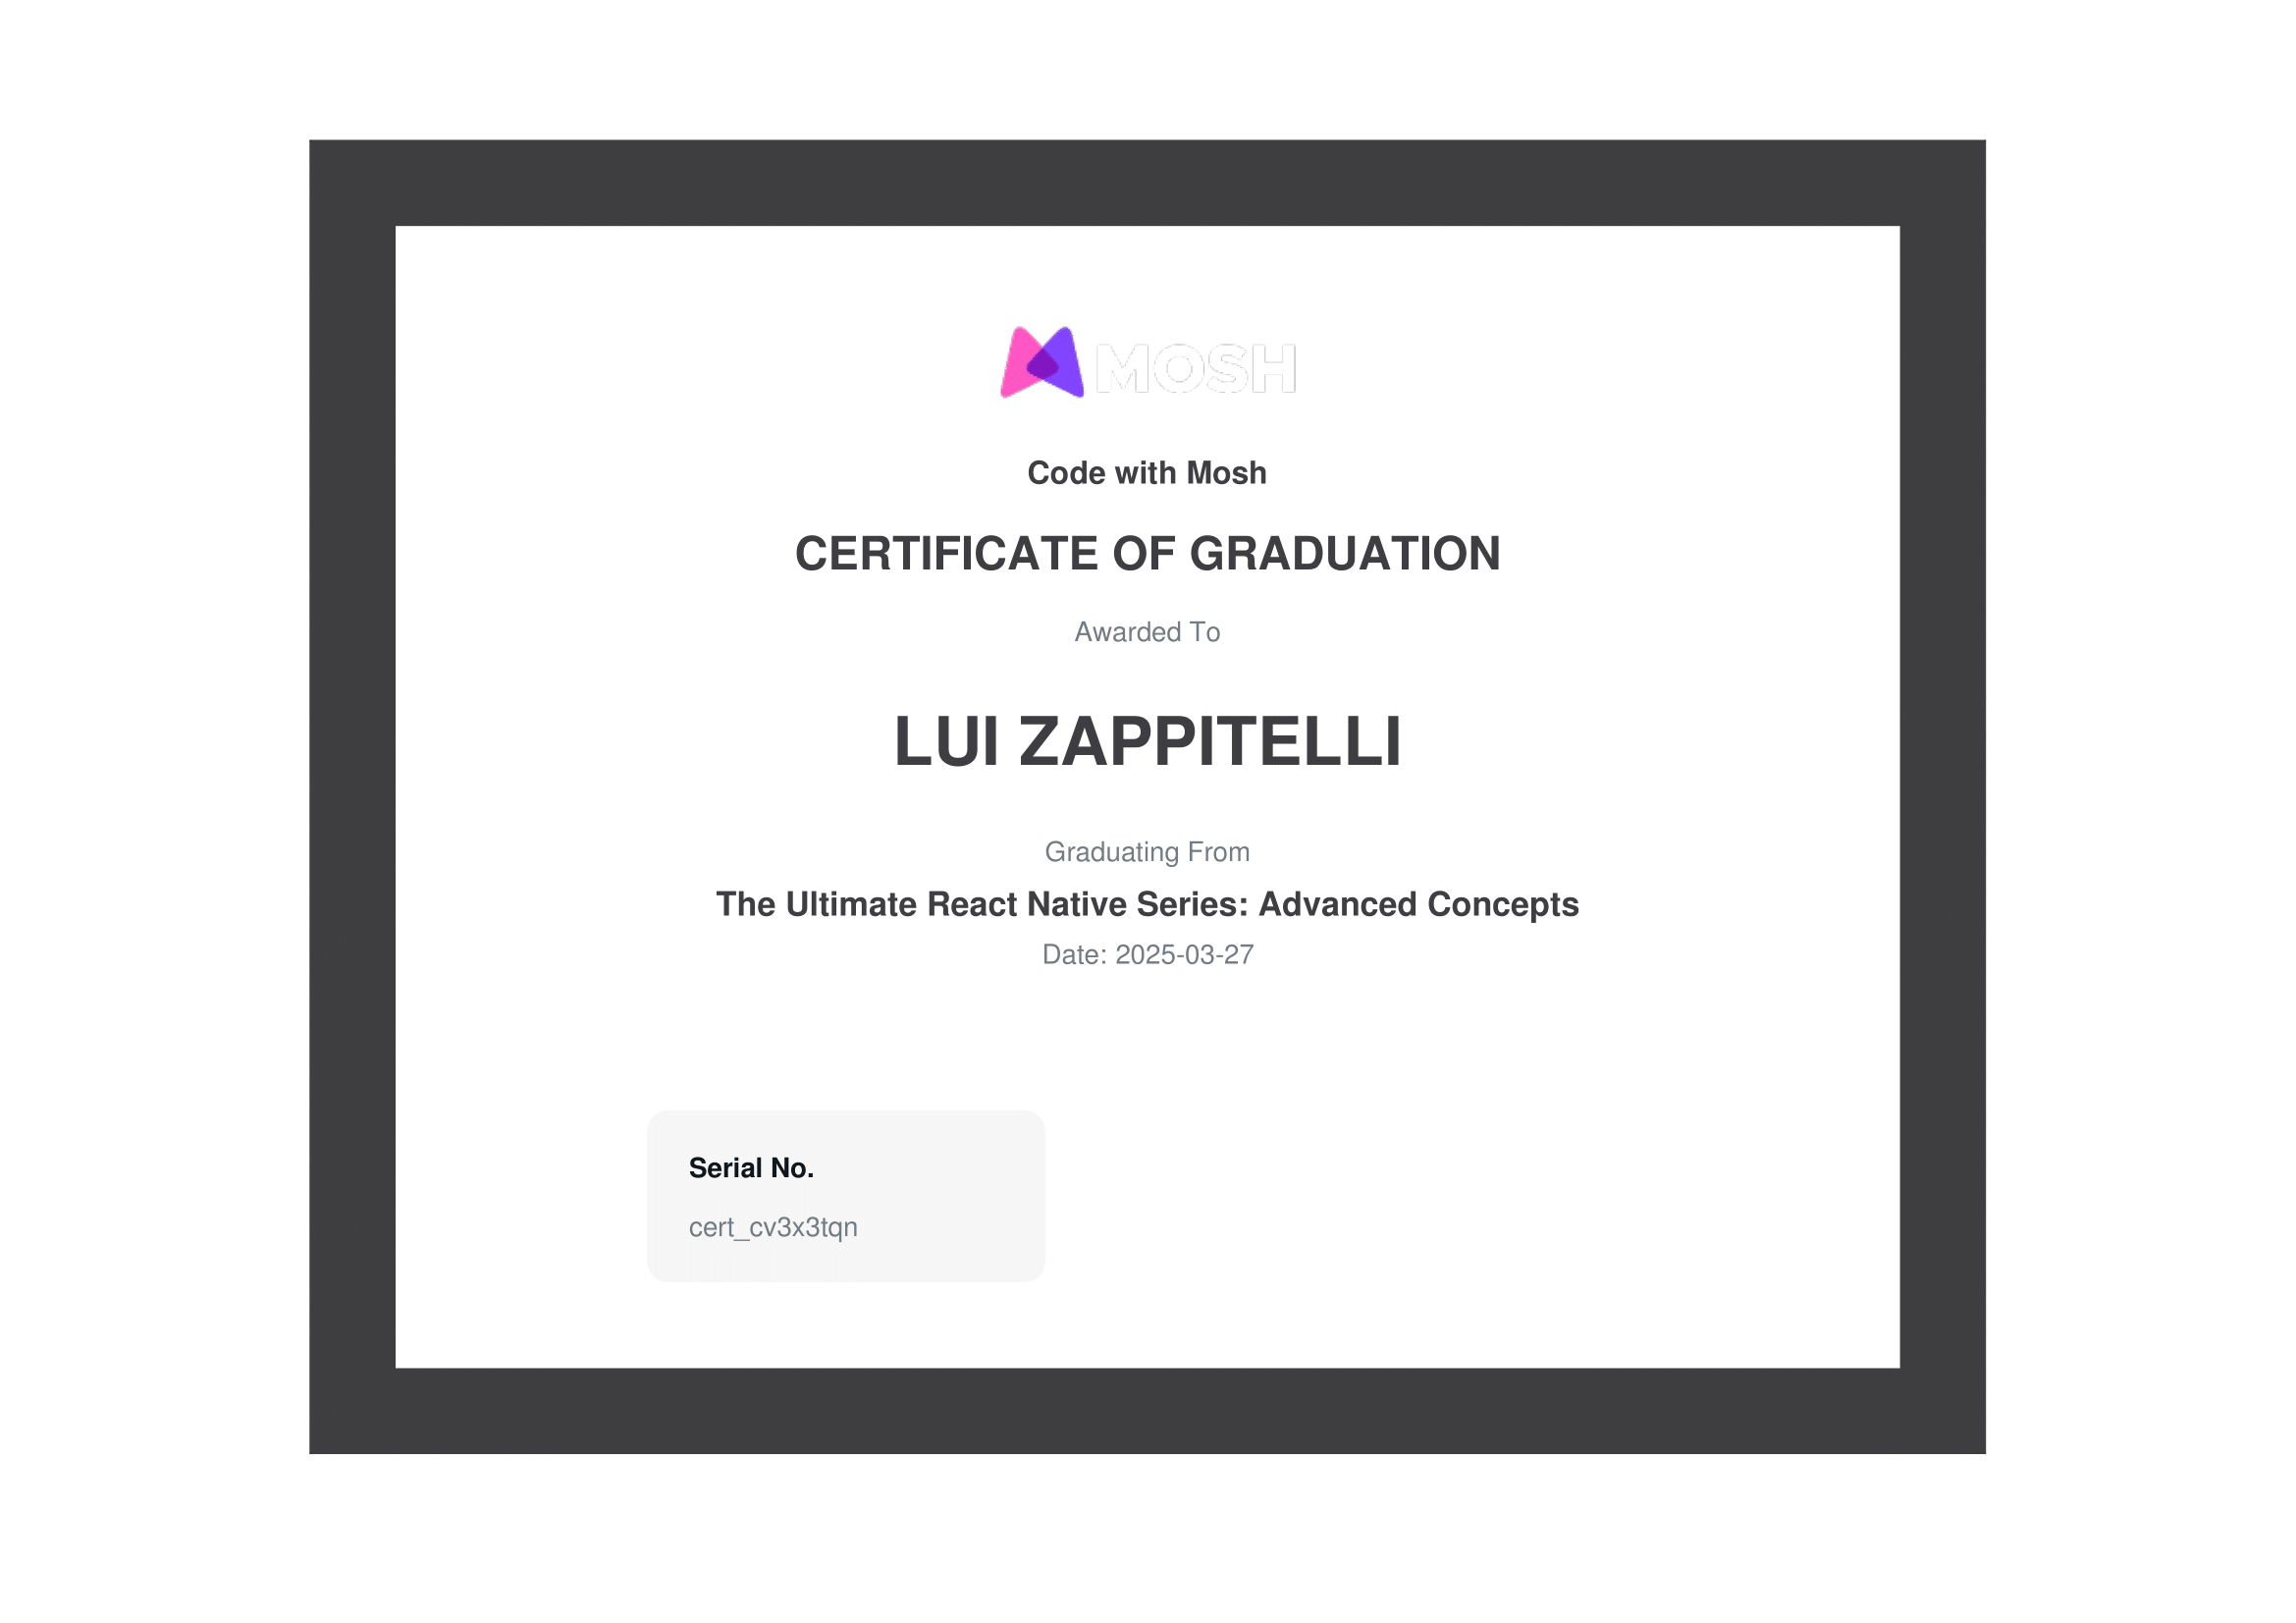 MOSH
Code with Mosh
CERTIFICATE OF GRADUATION
Awarded To
LUI ZAPPITELLI
Graduating From
The Ultimate React Native Series: Advanced Concepts
Date: 2025-03-27
Serial No.
cert_cv3x3tqn